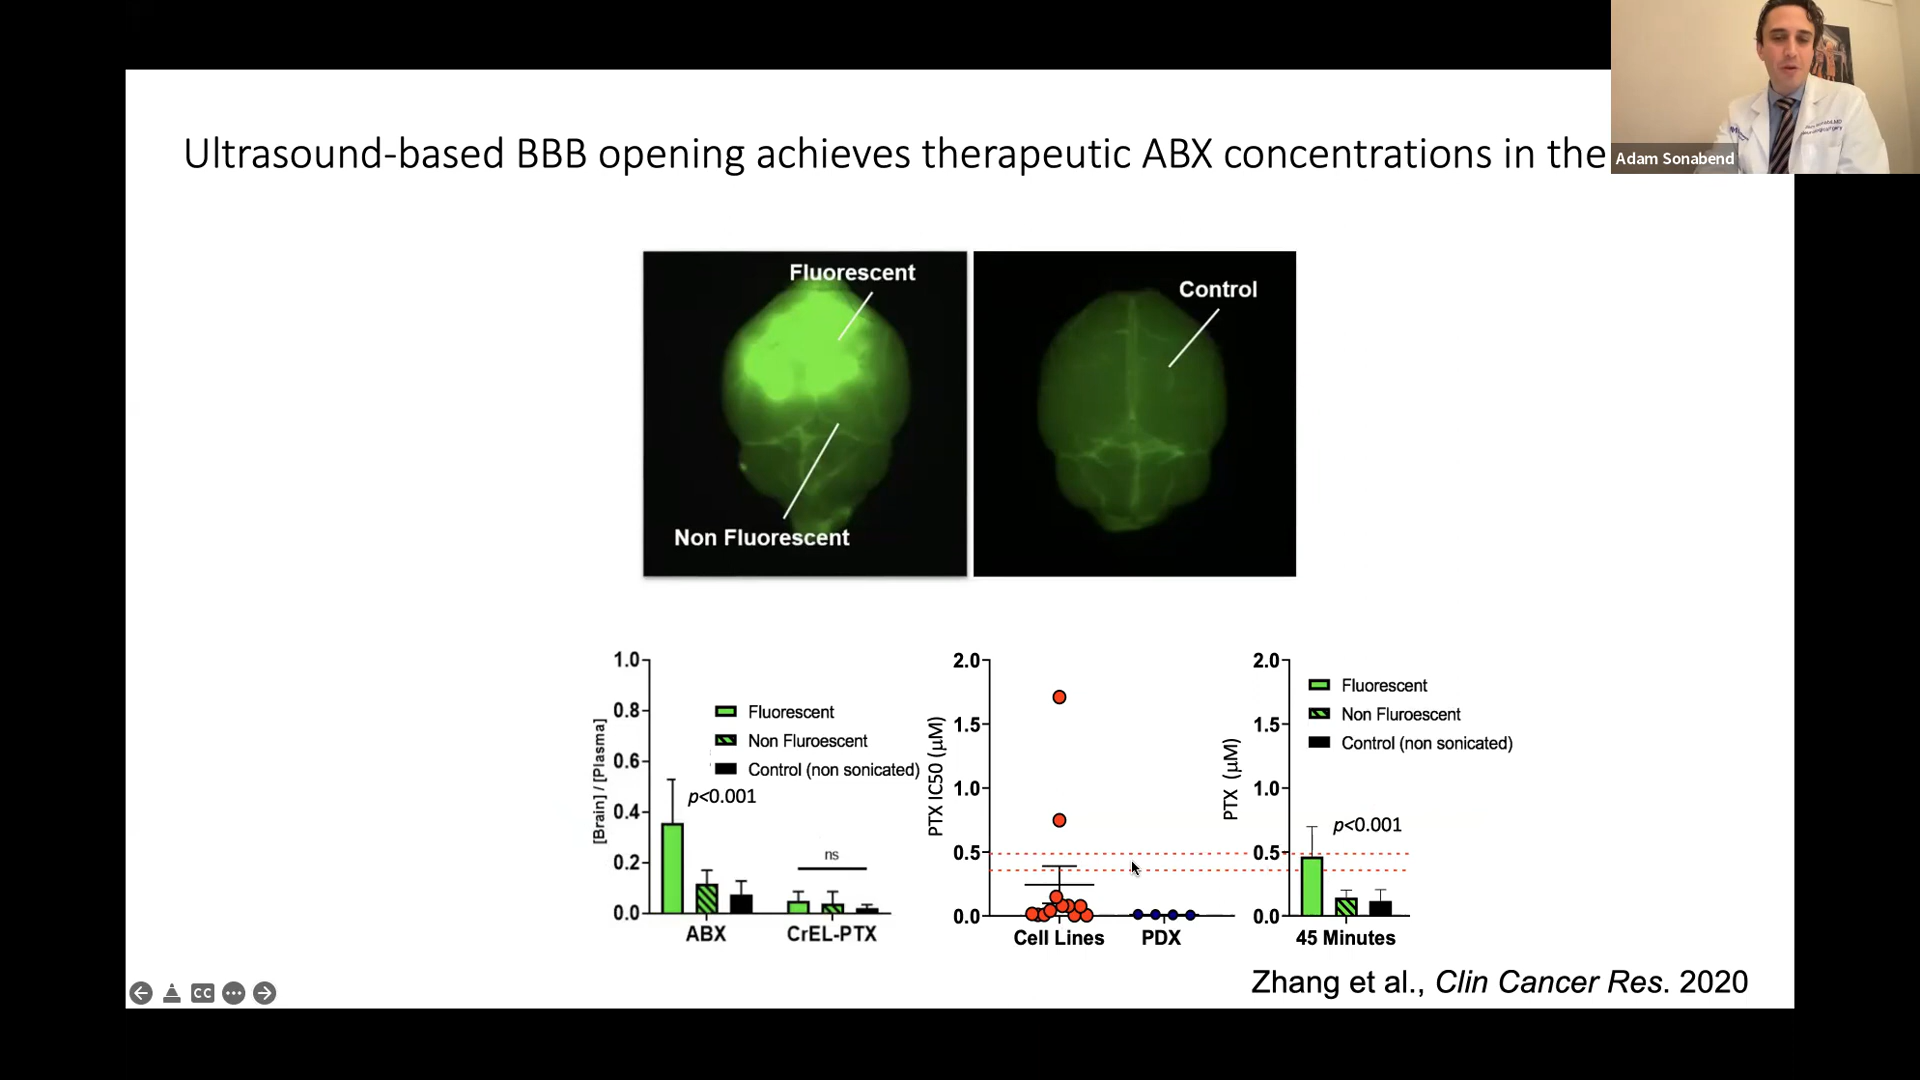 Ultrasound-based BBB opening achieves therapeutic ABX concentrations in the
Adam Sonabend
Fluorescent
Non Fluorescent
Control
1.0
0.8
0.6
0.4
0.2
0.0
[Brain] / [Plasma]
Fluorescent
Non Fluroescent
Control (non sonicated)
p<0.001
ns
ABX
CrEL-PTX
2.0
1.5
1.0
0.5
0.0
PTX IC50 (µM)
Cell Lines
PDX
2.0
1.5
1.0
0.5
0.0
PTX (µM)
Fluorescent
Non Fluroescent
Control (non sonicated)
p<0.001
45 Minutes
Zhang et al., Clin Cancer Res. 2020
CC